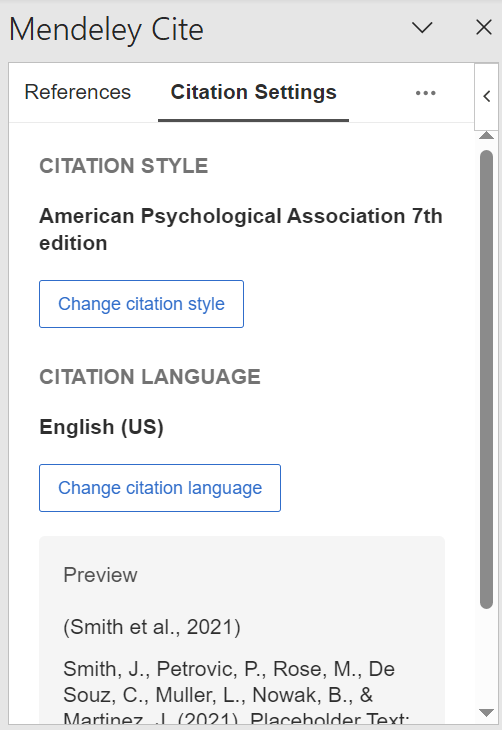 Mendeley Cite
References
Citation Settings
CITATION STYLE
American Psychological Association 7th
edition
Change citation style
CITATION LANGUAGE
English (US)
Change citation language
Preview
(Smith et al., 2021)
Smith, J., Petrovic, P., Rose, M., De
Souz, C., Muller, L., Nowak, B., &
Martinez, J. (2021). Placeholder Text: